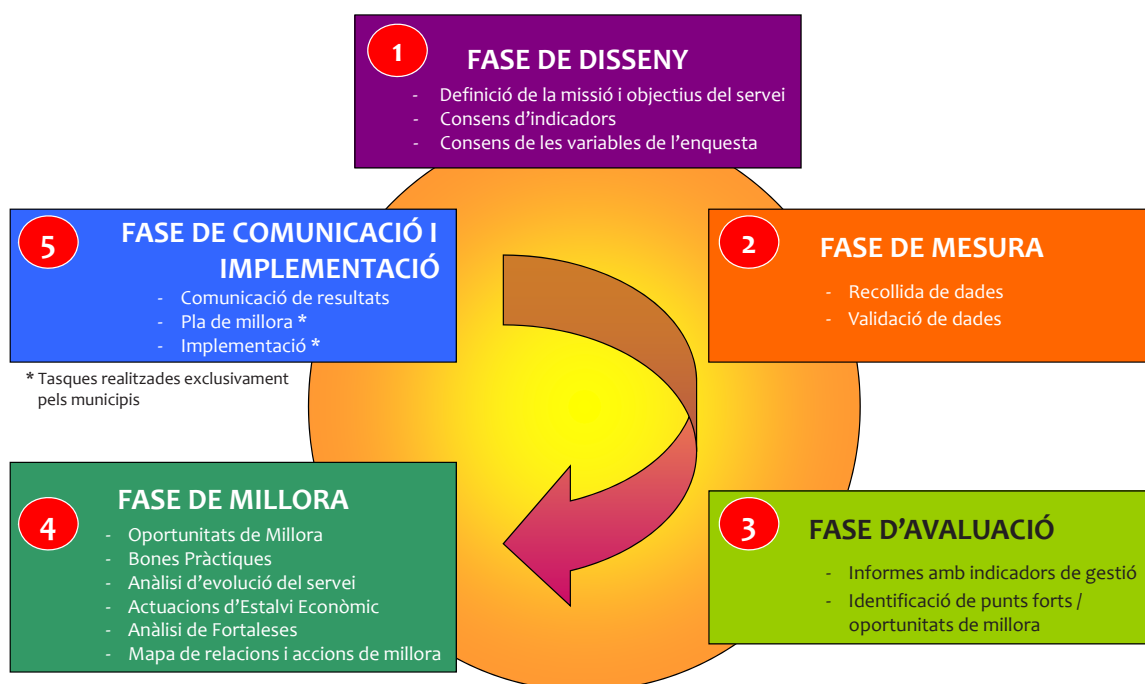 1
FASE DE DISSENY
- Definició de la missió i objectius del servei
- Consens d'indicadors
- Consens de les variables de l'enquesta
2
FASE DE MESURA
- Recollida de dades
- Validació de dades
3
FASE D'AVALUACIÓ
- Informes amb indicadors de gestió
- Identificació de punts forts /
oportunitats de millora
4
FASE DE MILLORA
- Oportunitats de Millora
- Bones Pràctiques
- Anàlisi d'evolució del servei
- Actuacions d'Estalvi Econòmic
- Anàlisi de Fortaleses
- Mapa de relacions i accions de millora
5
FASE DE COMUNICACIÓ I
IMPLEMENTACIÓ
- Comunicació de resultats
- Pla de millora *
- Implementació *
* Tasques realitzades exclusivament
pels municipis